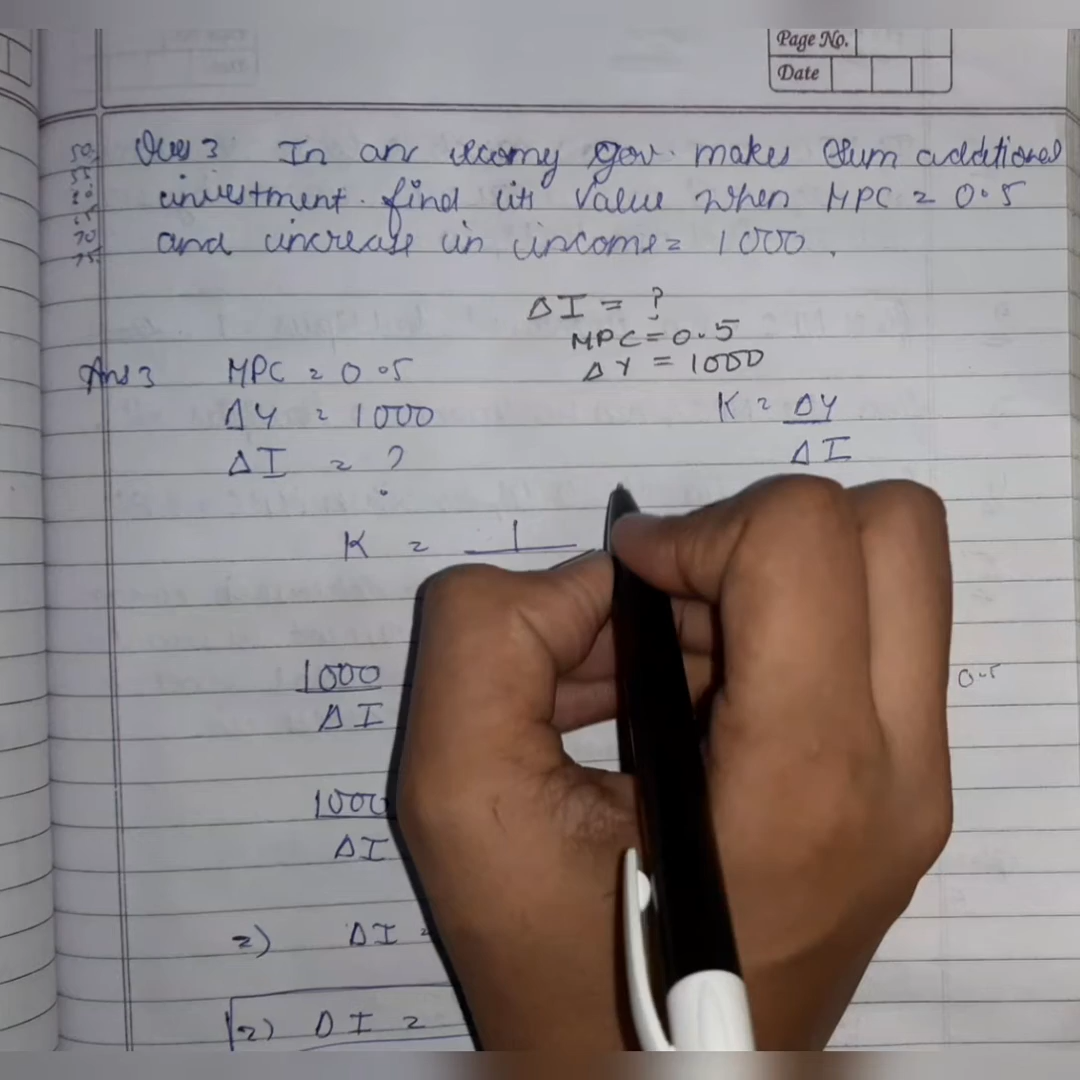 Page No.
Date
Ques 3 In an ecomy gov. makes sum additional
investment. find its value when MPC = 0.5
and increase in income = 1000.
ΔI = ?
MPC = 0.5
ΔY = 1000
Ans 3 MPC = 0.5
ΔY = 1000
ΔI = ?
K = ΔY
ΔI
K = 1
1000
ΔI
0.5
1000
ΔI
=) ΔI =
=) ΔI =